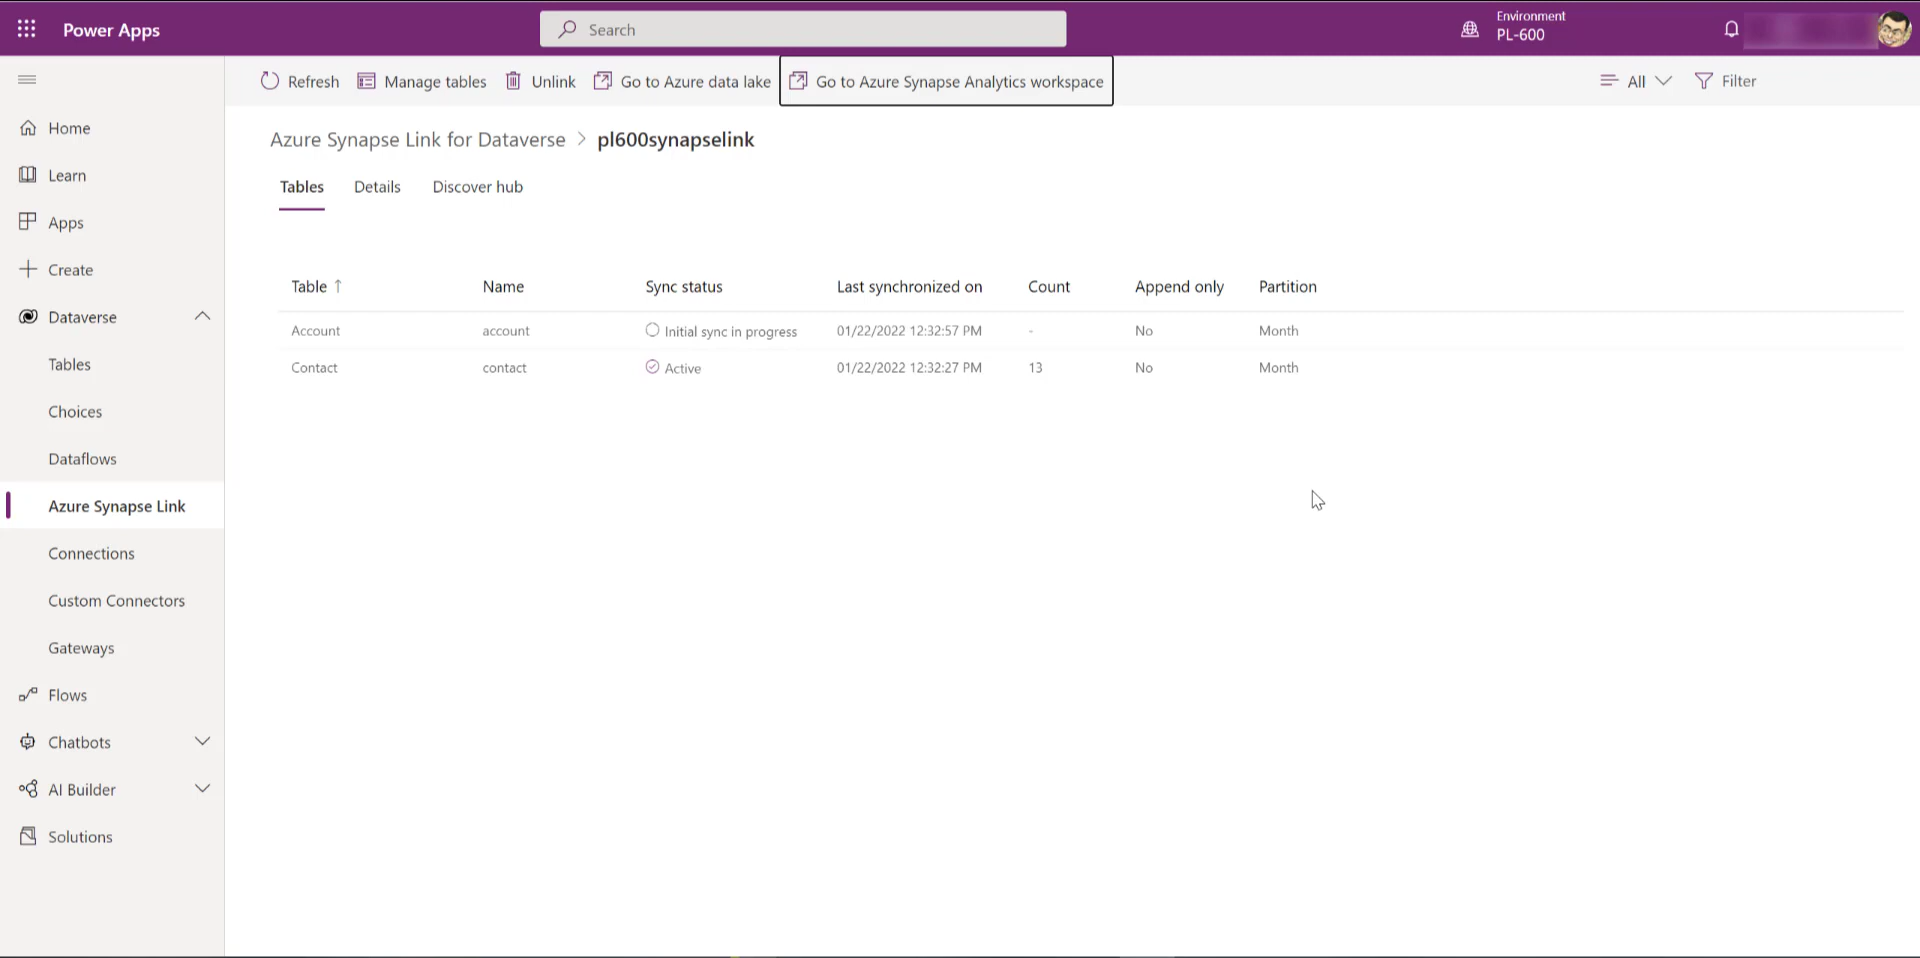 Power Apps
Search
Environment
PL-600
Refresh
Manage tables
Unlink
Go to Azure data lake
Go to Azure Synapse Analytics workspace
All
Filter
Home
Learn
Apps
Create
Dataverse
Tables
Choices
Dataflows
Azure Synapse Link
Connections
Custom Connectors
Gateways
Flows
Chatbots
AI Builder
Solutions
Azure Synapse Link for Dataverse > pl600synapselink
Tables Details Discover hub
Table ↑ Name Sync status Last synchronized on Count Append only Partition
Account account Initial sync in progress 01/22/2022 12:32:57 PM - No Month
Contact contact Active 01/22/2022 12:32:27 PM 13 No Month